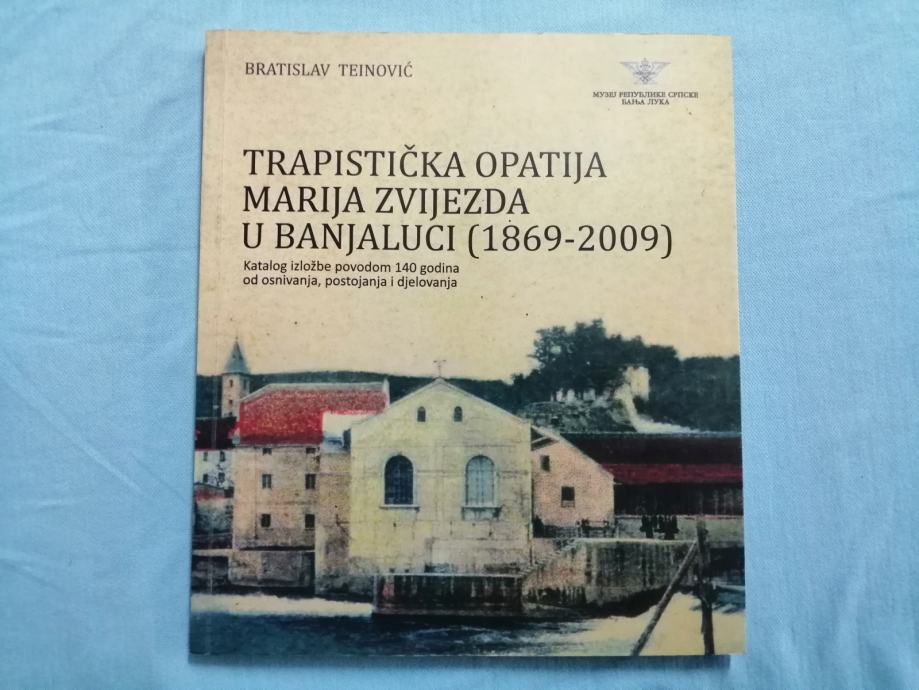 BRATISLAV TEINOVIĆ
МУЗЕЈ РЕПУБЛИКЕ СРПСКЕ
БАЊА ЛУКА
TRAPISTIČKA OPATIJA
MARIJA ZVIJEZDA
U BANJALUCI (1869-2009)
Katalog izložbe povodom 140 godina
od osnivanja, postojanja i djelovanja